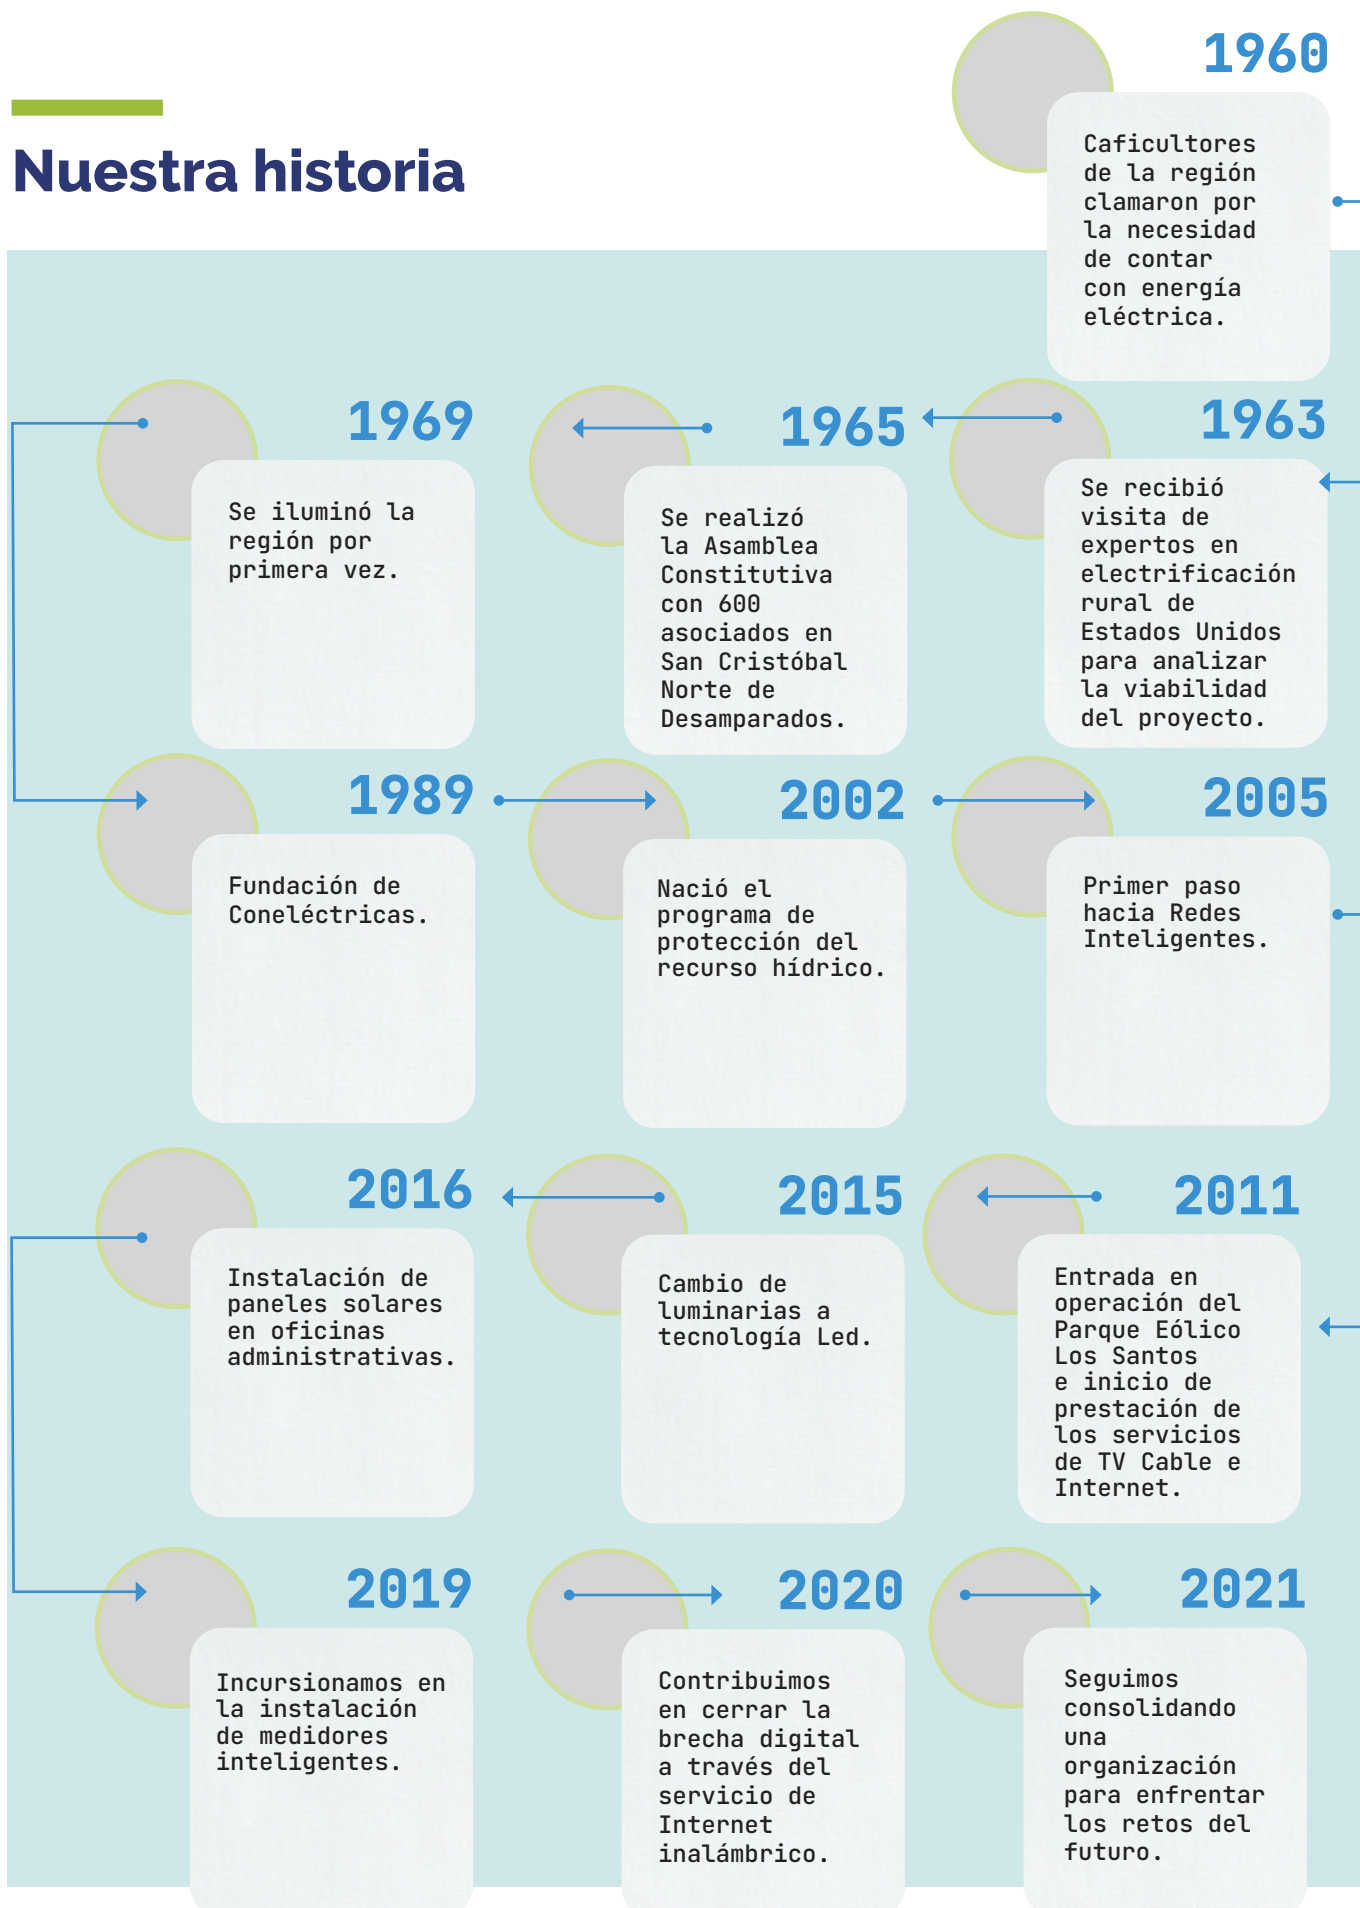 Nuestra historia
1960
Caficultores
de la región
clamaron por
la necesidad
de contar
con energía
eléctrica.
1963
Se recibió
visita de
expertos en
electrificación
rural de
Estados Unidos
para analizar
la viabilidad
del proyecto.
1965
Se realizó
la Asamblea
Constitutiva
con 600
asociados en
San Cristóbal
Norte de
Desamparados.
1969
Se iluminó la
región por
primera vez.
1989
Fundación de
Coneléctricas.
2002
Nació el
programa de
protección del
recurso hídrico.
2005
Primer paso
hacia Redes
Inteligentes.
2011
Entrada en
operación del
Parque Eólico
Los Santos
e inicio de
prestación de
los servicios
de TV Cable e
Internet.
2015
Cambio de
luminarias a
tecnología Led.
2016
Instalación de
paneles solares
en oficinas
administrativas.
2019
Incursionamos en
la instalación
de medidores
inteligentes.
2020
Contribuimos
en cerrar la
brecha digital
a través del
servicio de
Internet
inalámbrico.
2021
Seguimos
consolidando
una
organización
para enfrentar
los retos del
futuro.